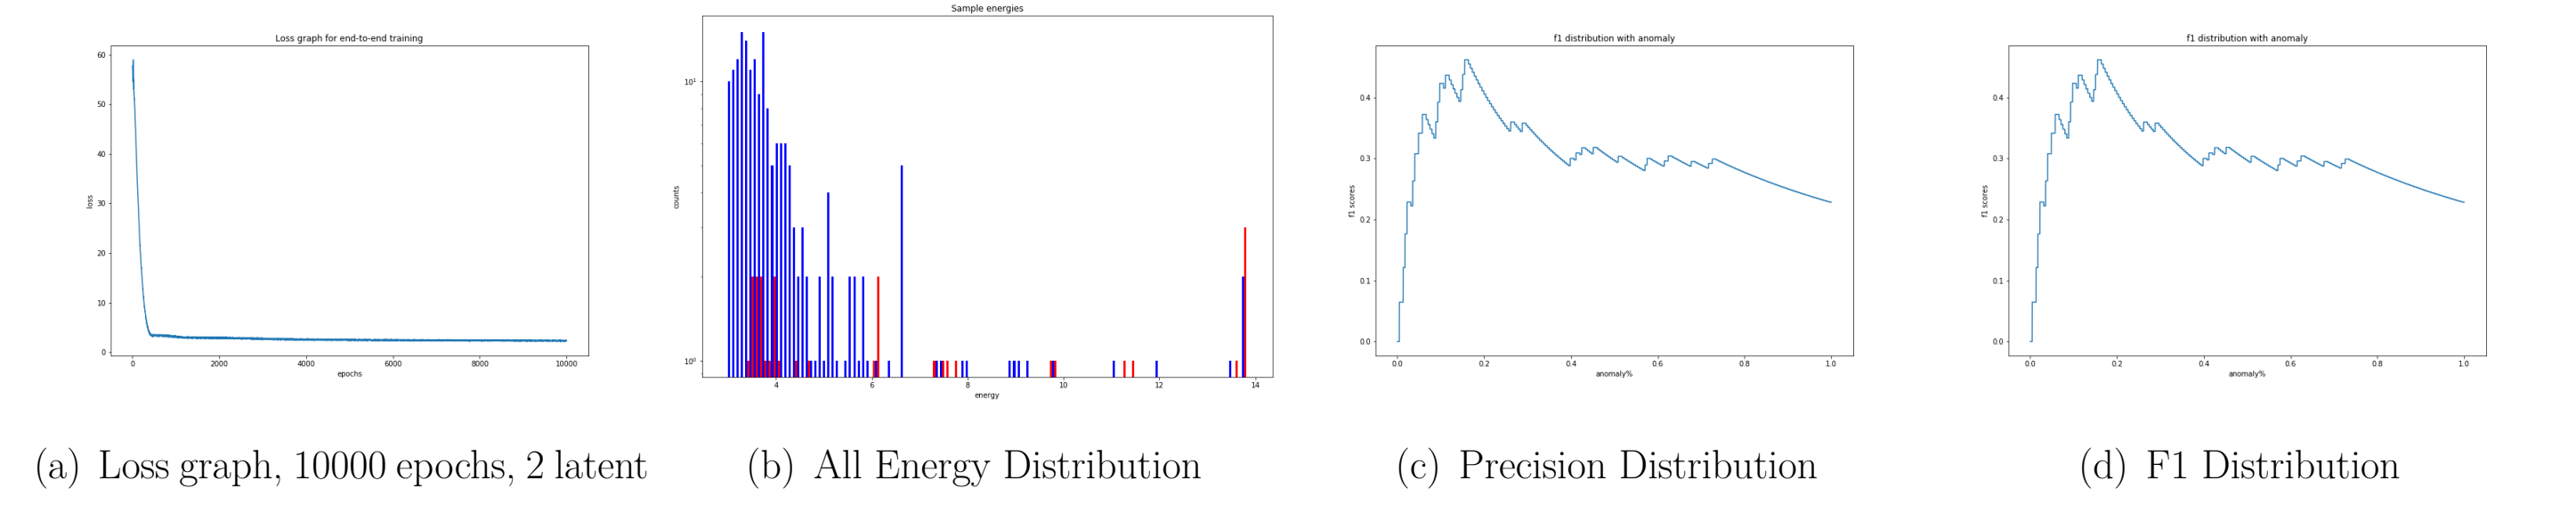 Loss graph for end-to-end training
60
50
40
30
20
10
0
loss
0 2000 4000 6000 8000 10000
epochs
Sample energies
10¹
10⁰
counts
4 6 8 10 12 14
energy
f1 distribution with anomaly
0.4
0.3
0.2
0.1
0.0
f1 scores
0.0 0.2 0.4 0.6 0.8 1.0
anomaly%
f1 distribution with anomaly
0.4
0.3
0.2
0.1
0.0
f1 scores
0.0 0.2 0.4 0.6 0.8 1.0
anomaly%
(a) Loss graph, 10000 epochs, 2 latent
(b) All Energy Distribution
(c) Precision Distribution
(d) F1 Distribution